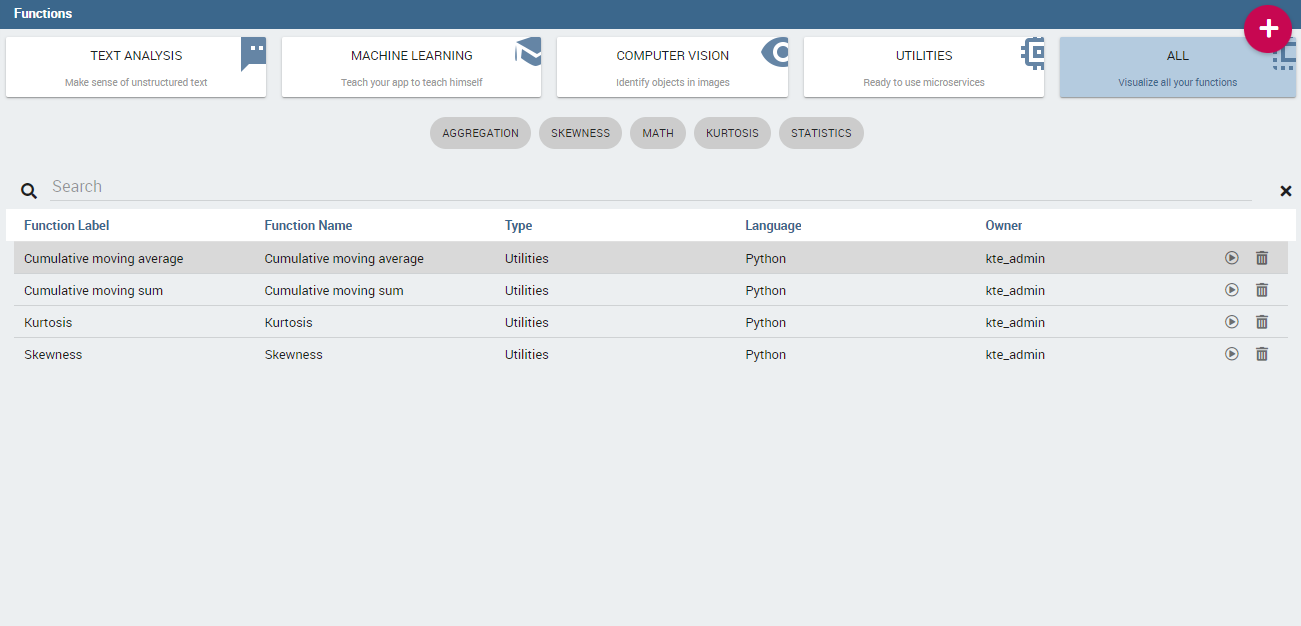 Functions
TEXT ANALYSIS
Make sense of unstructured text
MACHINE LEARNING
Teach your app to teach himself
COMPUTER VISION
Identify objects in images
UTILITIES
Ready to use microservices
ALL
Visualize all your functions
AGGREGATION SKEWNESS MATH KURTOSIS STATISTICS
Search
Function Label Function Name Type Language Owner
Cumulative moving average Cumulative moving average Utilities Python kte_admin
Cumulative moving sum Cumulative moving sum Utilities Python kte_admin
Kurtosis Kurtosis Utilities Python kte_admin
Skewness Skewness Utilities Python kte_admin